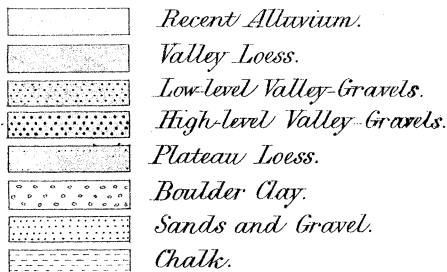 Recent Alluvium.
Valley Loess.
Low-level Valley-Gravels.
High-level Valley Gravels.
Plateau Loess.
Boulder Clay.
Sands and Gravel.
Chalk.